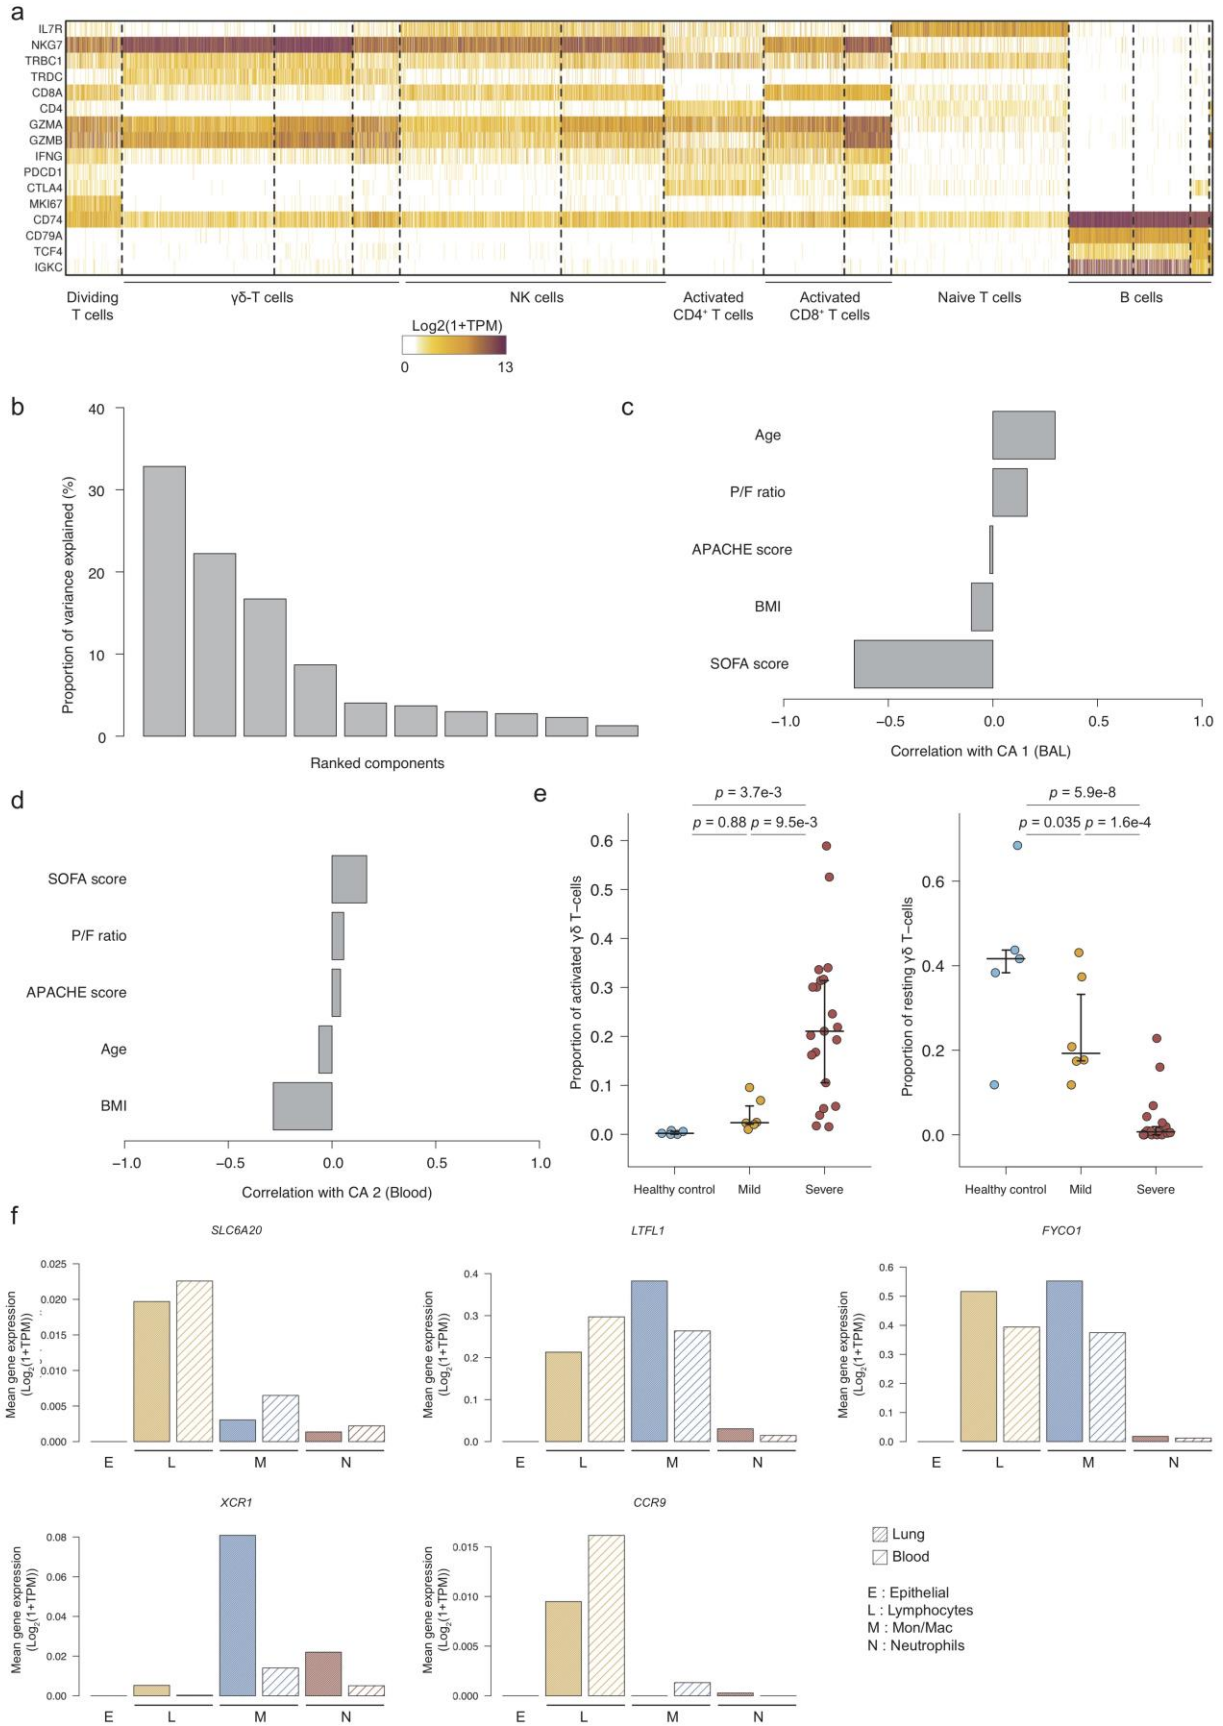 a
IL7R
NKG7
TRBC1
TRDC
CD8A
CD4
GZMA
GZMB
IFNG
PDCD1
CTLA4
MKI67
CD74
CD79A
TCF4
IGKC
Dividing
T cells
γδ-T cells
NK cells
Activated
CD4⁺ T cells
Activated
CD8⁺ T cells
Naive T cells
B cells
Log2(1+TPM)
0 13
b
Proportion of variance explained (%)
40
30
20
10
0
Ranked components
c
Age
P/F ratio
APACHE score
BMI
SOFA score
−1.0 −0.5 0.0 0.5 1.0
Correlation with CA 1 (BAL)
d
SOFA score
P/F ratio
APACHE score
Age
BMI
−1.0 −0.5 0.0 0.5 1.0
Correlation with CA 2 (Blood)
e
p = 3.7e-3
p = 0.88 p = 9.5e-3
Proportion of activated γδ T−cells
0.6
0.5
0.4
0.3
0.2
0.1
0.0
Healthy control Mild Severe
p = 5.9e-8
p = 0.035 p = 1.6e-4
Proportion of resting γδ T−cells
0.6
0.4
0.2
0.0
Healthy control Mild Severe
f
SLC6A20
Mean gene expression
(Log₂(1+TPM))
0.025
0.020
0.015
0.010
0.005
0.000
E L M N
LTFL1
Mean gene expression
(Log₂(1+TPM))
0.4
0.3
0.2
0.1
0.0
E L M N
FYCO1
Mean gene expression
(Log₂(1+TPM))
0.6
0.5
0.4
0.3
0.2
0.1
0.0
E L M N
XCR1
Mean gene expression
(Log₂(1+TPM))
0.08
0.06
0.04
0.02
0.00
E L M N
CCR9
Mean gene expression
(Log₂(1+TPM))
0.015
0.010
0.005
0.000
E L M N
Lung
Blood
E : Epithelial
L : Lymphocytes
M : Mon/Mac
N : Neutrophils